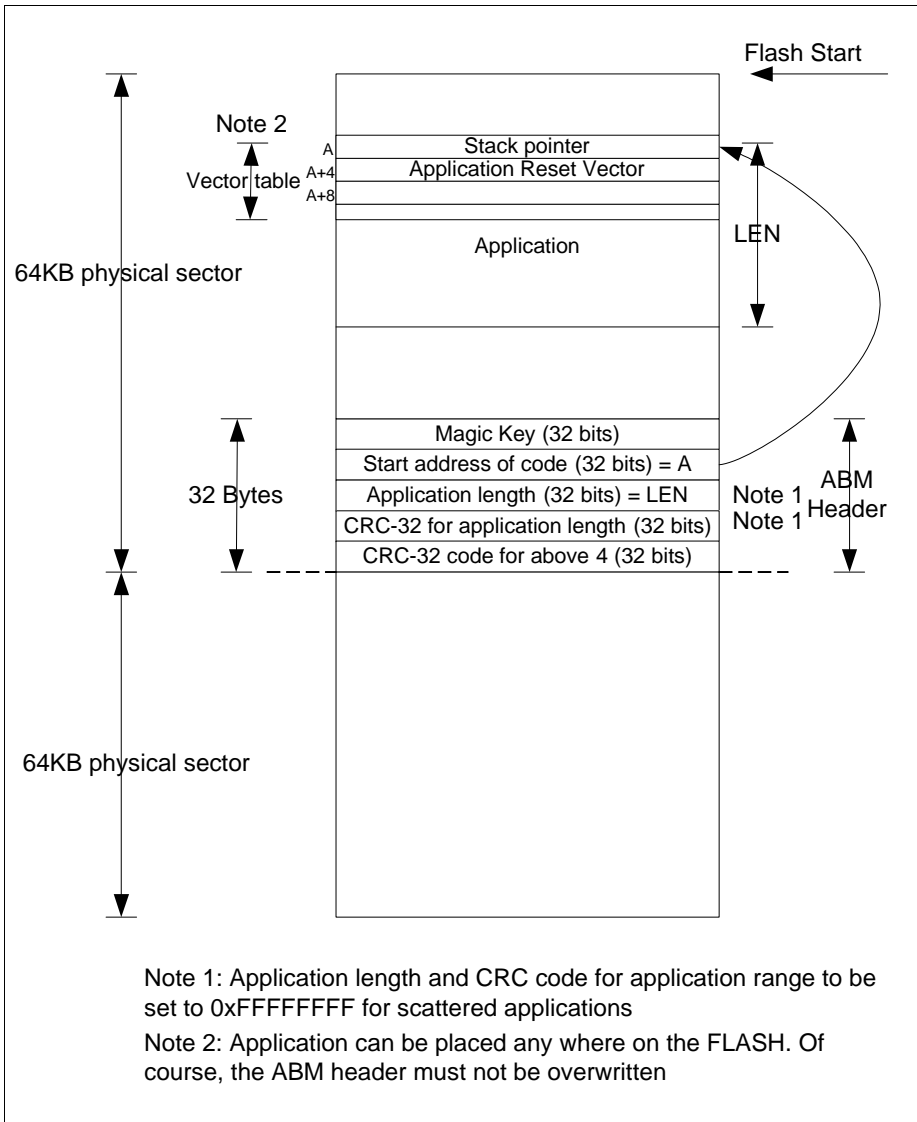 Flash Start
Note 2
A
Stack pointer
Vector table
A+4
Application Reset Vector
A+8
LEN
Application
64KB physical sector
Magic Key (32 bits)
Start address of code (32 bits) = A
32 Bytes
Application length (32 bits) = LEN
Note 1
ABM
Header
CRC-32 for application length (32 bits)
Note 1
CRC-32 code for above 4 (32 bits)
64KB physical sector
Note 1: Application length and CRC code for application range to be
set to 0xFFFFFFFF for scattered applications
Note 2: Application can be placed any where on the FLASH. Of
course, the ABM header must not be overwritten